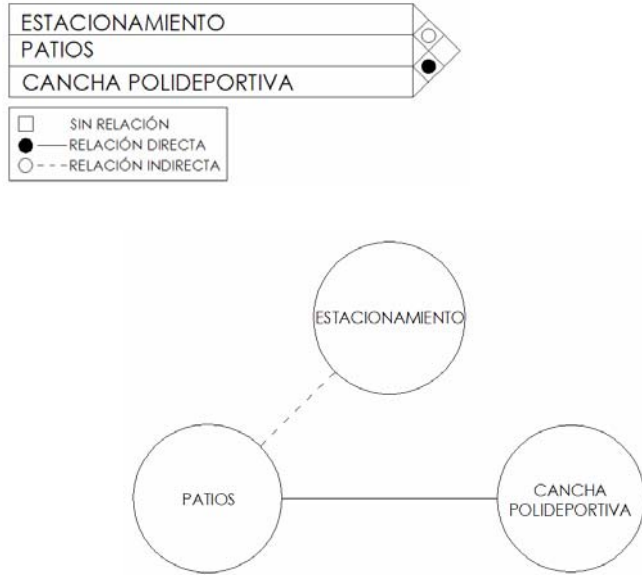 ESTACIONAMIENTO
PATIOS
CANCHA POLIDEPORTIVA
SIN RELACIÓN
RELACIÓN DIRECTA
RELACIÓN INDIRECTA
ESTACIONAMIENTO
PATIOS
CANCHA
POLIDEPORTIVA